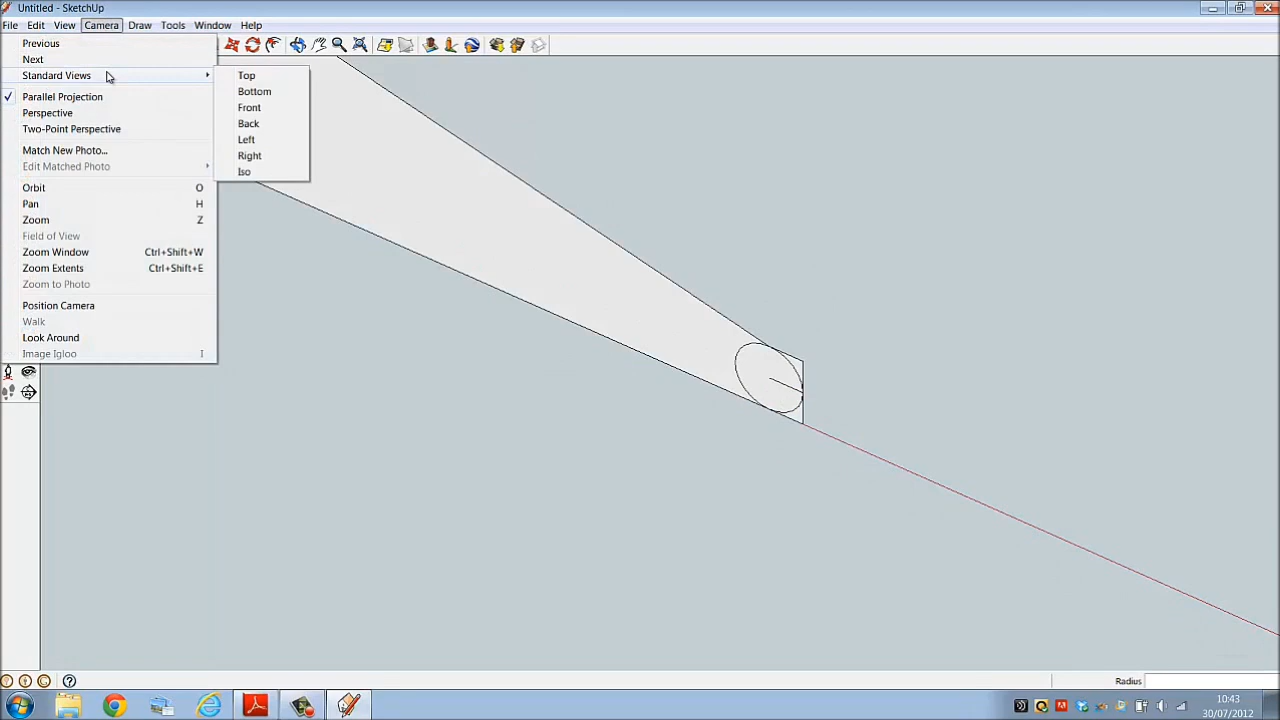 Untitled - SketchUp
File Edit View Camera Draw Tools Window Help
Previous
Next
Standard Views
Parallel Projection
Perspective
Two-Point Perspective
Match New Photo...
Edit Matched Photo
Orbit O
Pan H
Zoom Z
Field of View
Zoom Window Ctrl+Shift+W
Zoom Extents Ctrl+Shift+E
Zoom to Photo
Position Camera
Walk
Look Around
Image Igloo I
Top
Bottom
Front
Back
Left
Right
Iso
Radius
10:43
30/07/2012